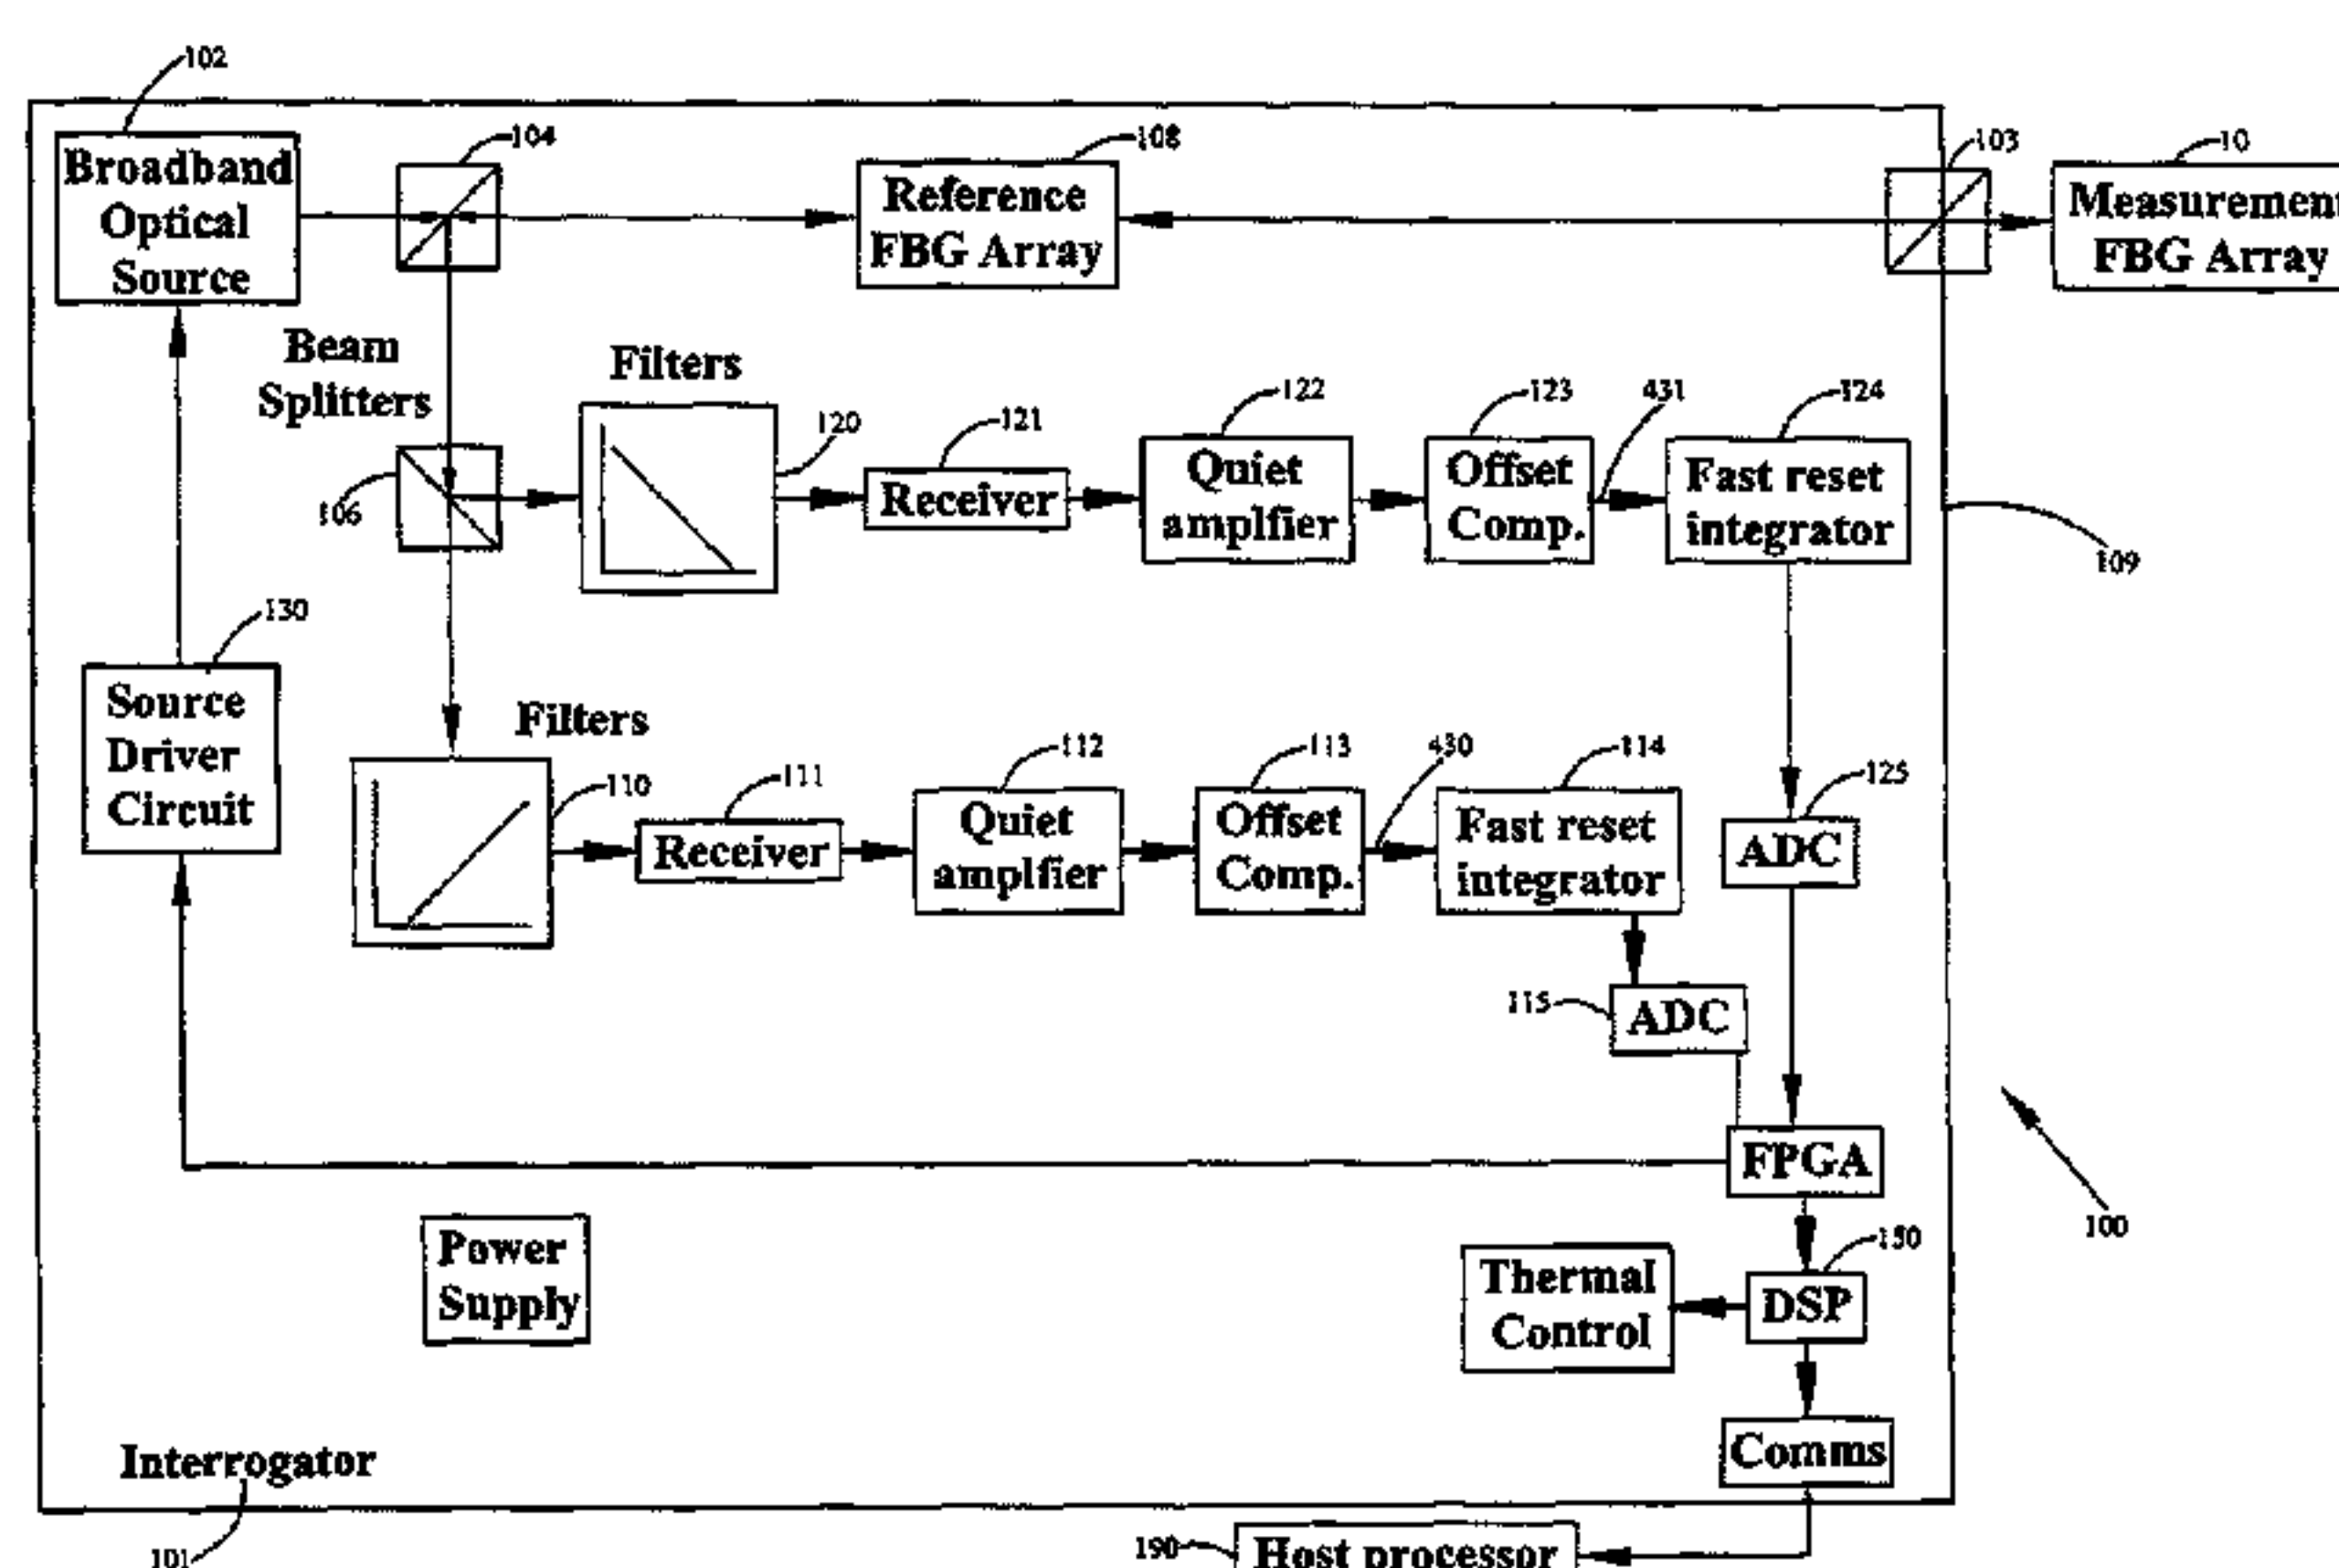 102
104
108
103
10
Broadband
Optical
Source
Reference
FBG Array
Measurement
FBG Array
Beam
Splitters
Filters
106
120
121
122
123
431
124
Receiver
Quiet
amplfier
Offset
Comp.
Fast reset
integrator
109
130
Source
Driver
Circuit
Filters
110
111
112
113
430
114
125
Receiver
Quiet
amplfier
Offset
Comp.
Fast reset
integrator
ADC
115
ADC
FPGA
100
Power
Supply
150
Thermal
Control
DSP
Comms
Interrogator
101
190
Host processor